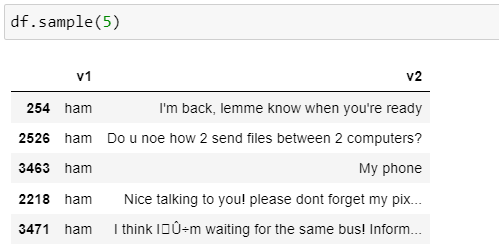 df.sample(5)
v1 v2
254 ham I'm back, lemme know when you're ready
2526 ham Do u noe how 2 send files between 2 computers?
3463 ham My phone
2218 ham Nice talking to you! please dont forget my pix...
3471 ham I think I□Û÷m waiting for the same bus! Inform...